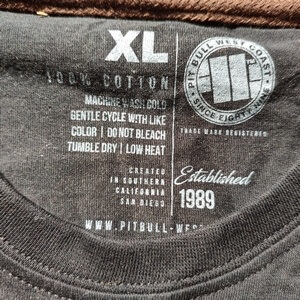 XL
100% COTTON
MACHINE WASH COLD
GENTLE CYCLE WITH LIKE
COLOR | DO NOT BLEACH
TUMBLE DRY | LOW HEAT
CREATED
IN SOUTHERN
CALIFORNIA
SAN DIEGO
PIT BULL WEST COAST
SINCE EIGHTY NINE
TRADE MARK REGISTERED
Established
1989
WWW.PITBULL-WES